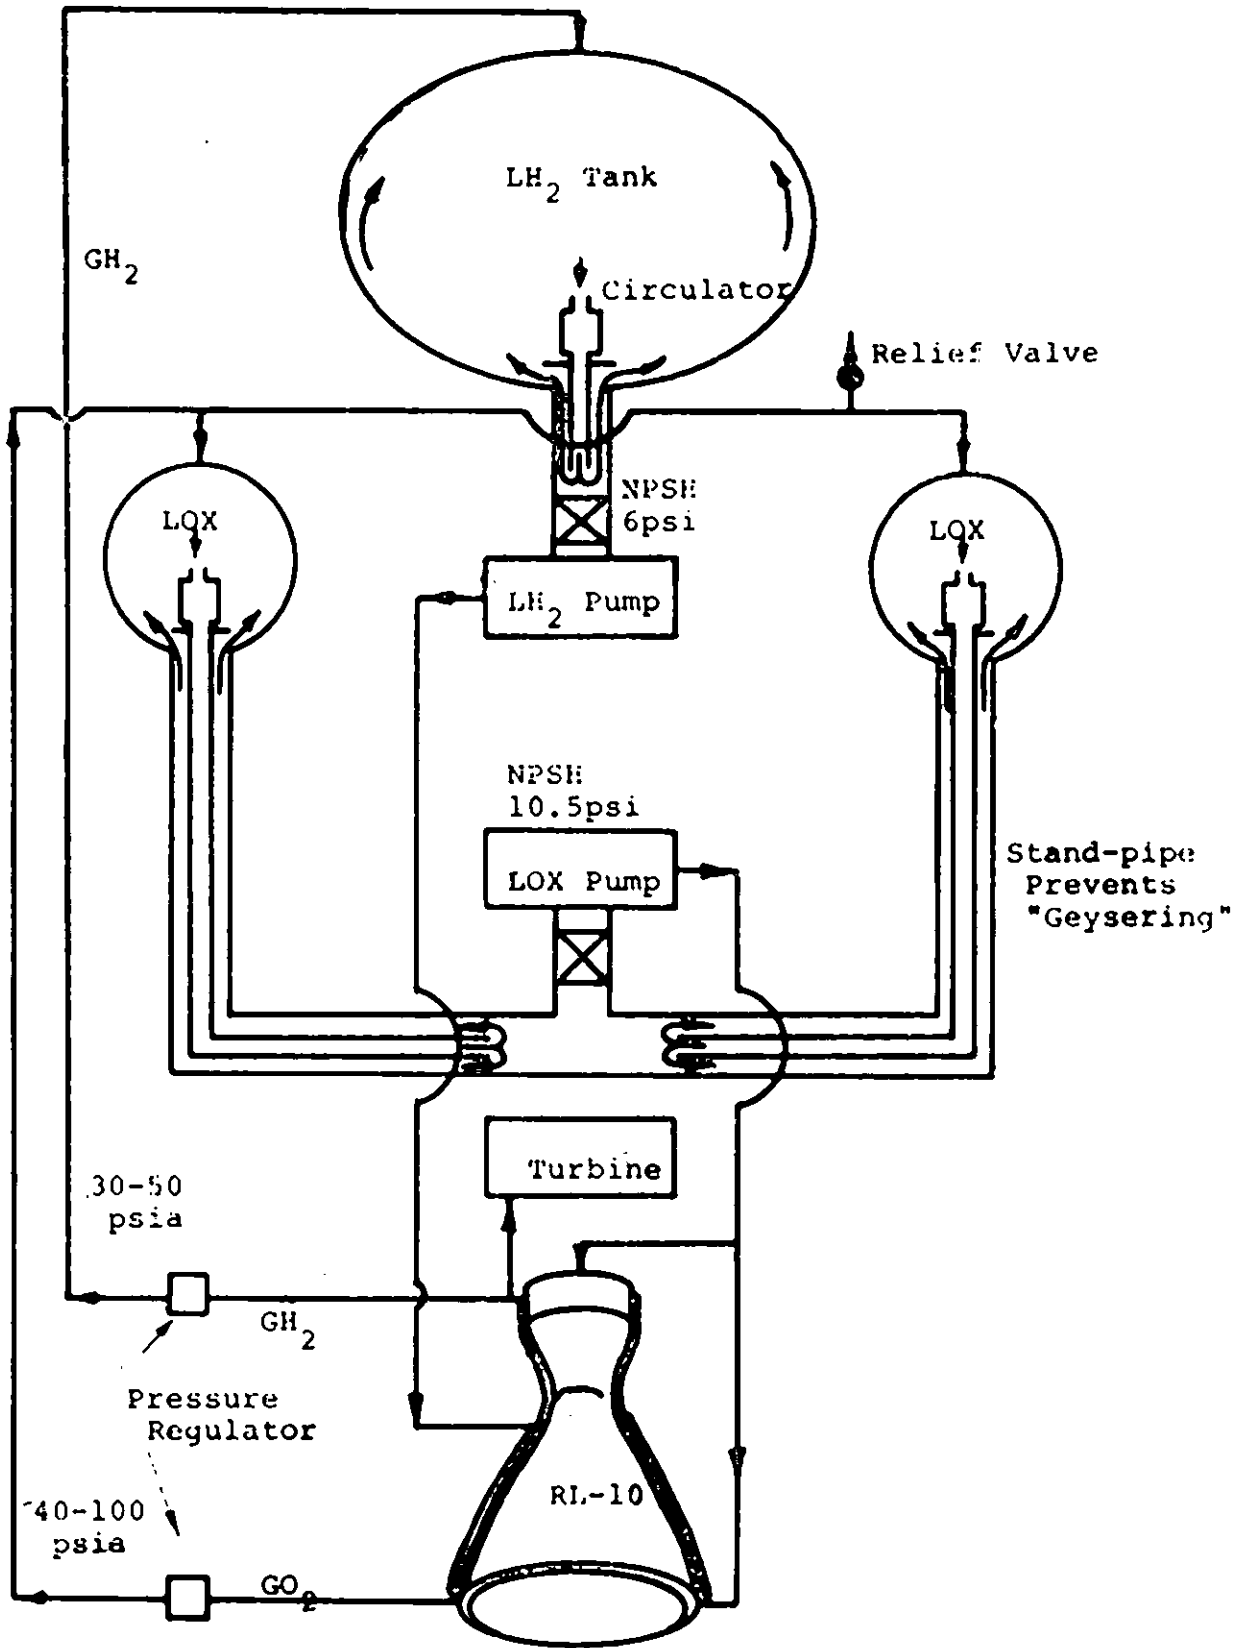 LH2 Tank
GH2
Circulator
Relief Valve
LOX
NPSH
6psi
LOX
LH2 Pump
NPSH
10.5psi
LOX Pump
Stand-pipe
Prevents
"Geysering"
Turbine
30-50
psia
GH2
Pressure
Regulator
RL-10
40-100
psia
GO2